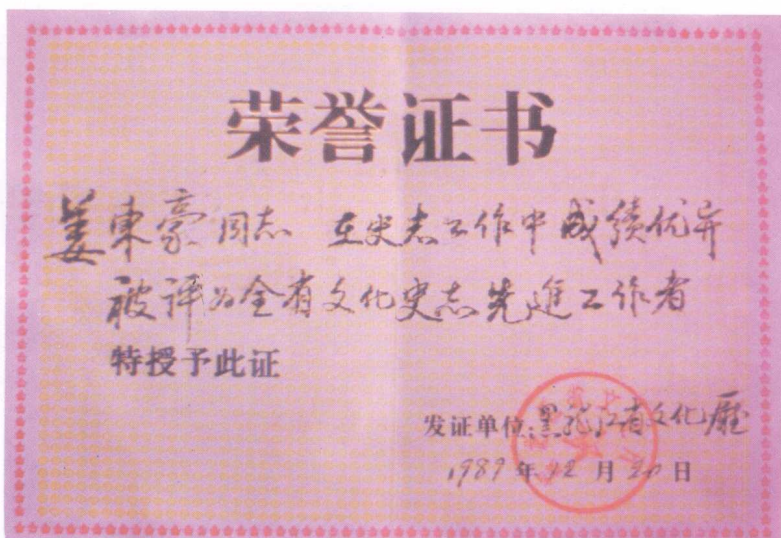 荣誉证书
姜東豪同志 在史志工作中成绩优异
被评为全省文化史志先進工作者
特授予此证
发证单位:黑龙江省文化廳
1989年12月20日